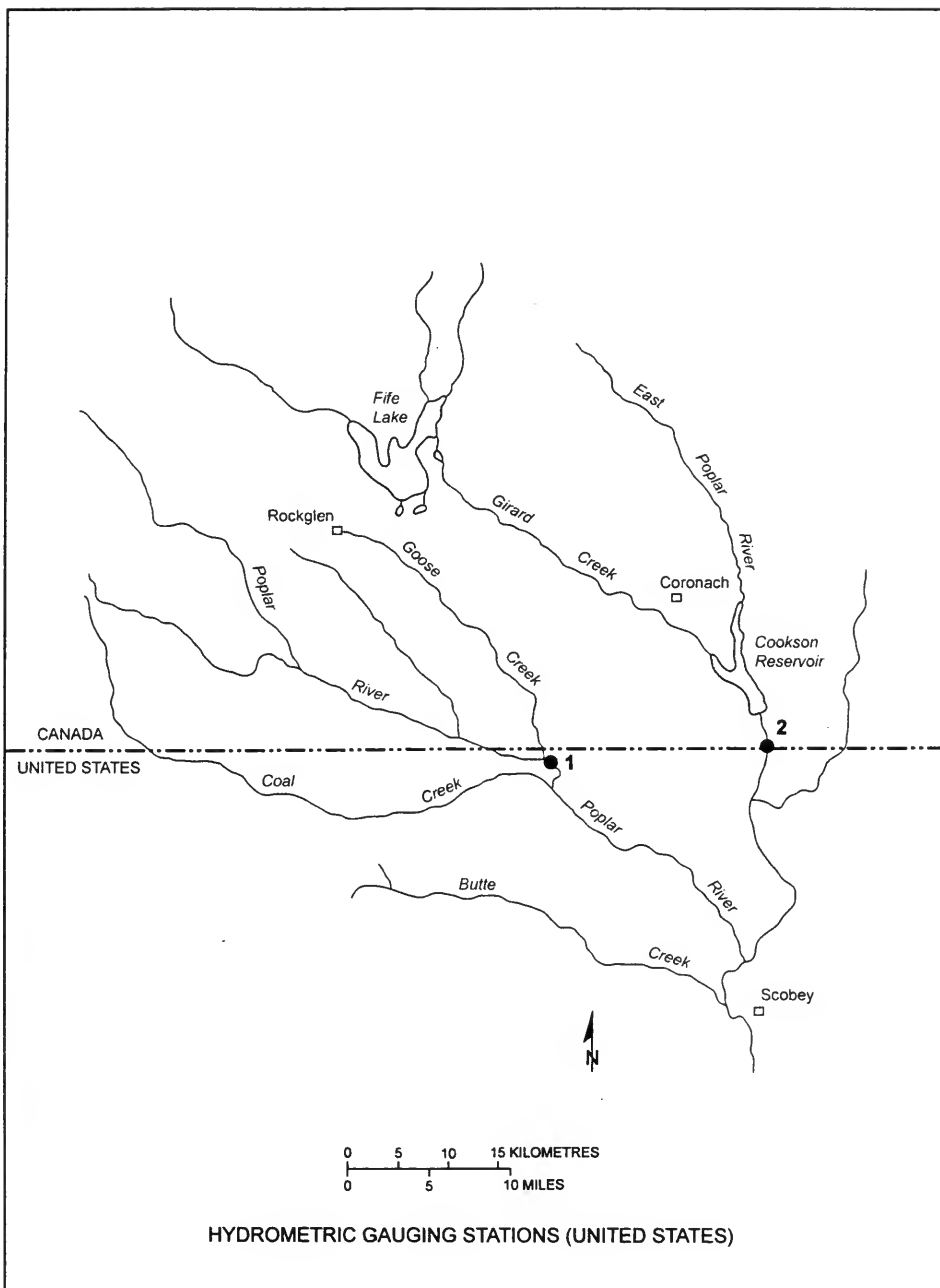 Fife
Lake
East
Poplar
River
Rockglen
Goose
Creek
Girard
Creek
Coronach
Poplar
River
Cookson
Reservoir
CANADA
UNITED STATES
1
2
Coal
Creek
Poplar
River
Butte
Creek
Scobey
N
0 5 10 15 KILOMETRES
0 5 10 MILES
HYDROMETRIC GAUGING STATIONS (UNITED STATES)